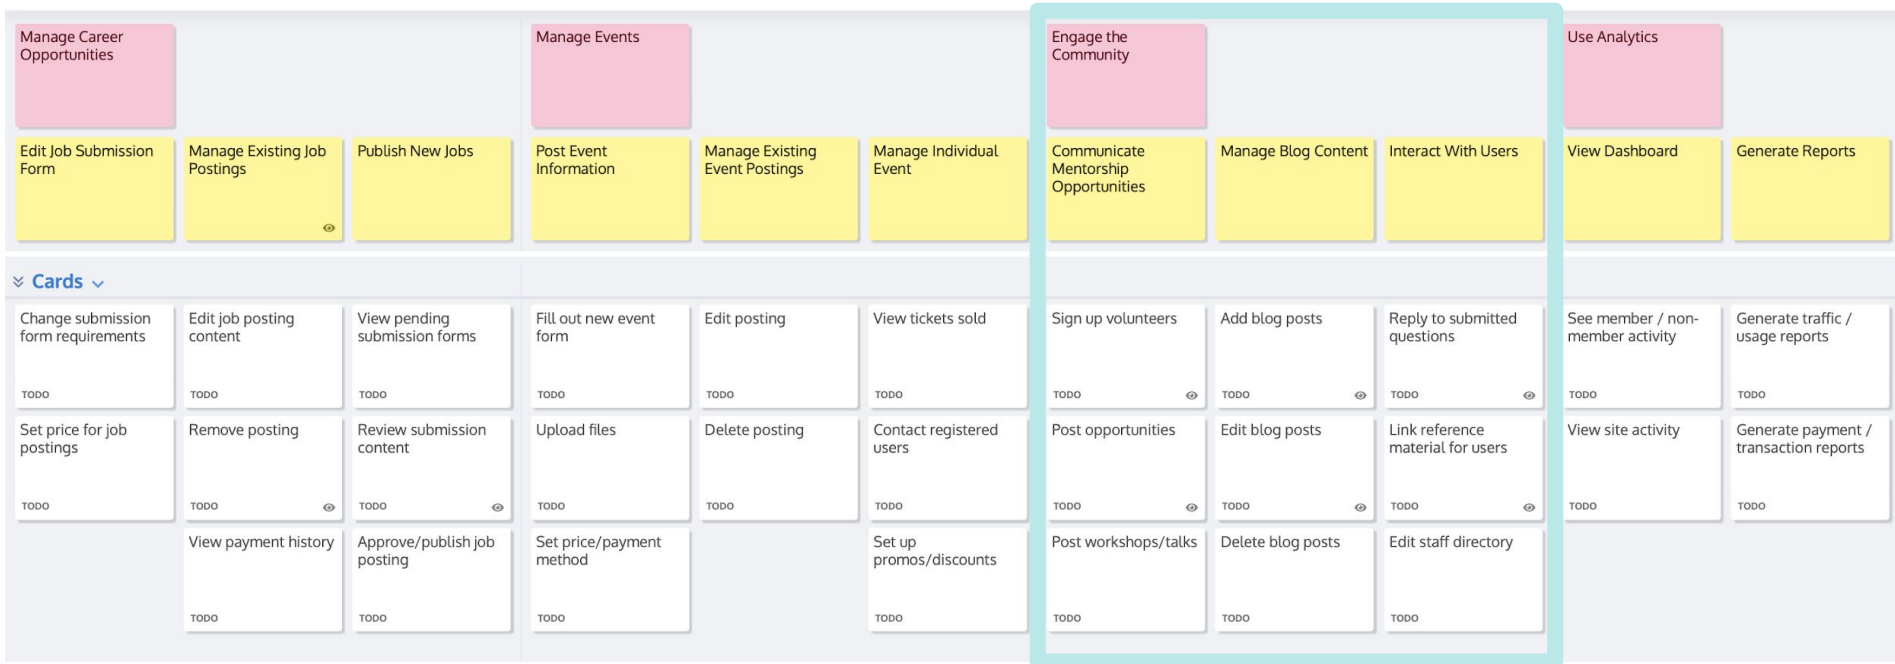 Manage Career
Opportunities
Manage Events
Engage the
Community
Use Analytics
Edit Job Submission
Form
Manage Existing Job
Postings
Publish New Jobs
Post Event
Information
Manage Existing
Event Postings
Manage Individual
Event
Communicate
Mentorship
Opportunities
Manage Blog Content
Interact With Users
View Dashboard
Generate Reports
Cards
Change submission
form requirements
TODO
Edit job posting
content
TODO
View pending
submission forms
TODO
Fill out new event
form
TODO
Edit posting
TODO
View tickets sold
TODO
Sign up volunteers
TODO
Add blog posts
TODO
Reply to submitted
questions
TODO
See member / non-
member activity
TODO
Generate traffic /
usage reports
TODO
Set price for job
postings
TODO
Remove posting
TODO
Review submission
content
TODO
Upload files
TODO
Delete posting
TODO
Contact registered
users
TODO
Post opportunities
TODO
Edit blog posts
TODO
Link reference
material for users
TODO
View site activity
TODO
Generate payment /
transaction reports
TODO
View payment history
TODO
Approve/publish job
posting
TODO
Set price/payment
method
TODO
Set up
promos/discounts
TODO
Post workshops/talks
TODO
Delete blog posts
TODO
Edit staff directory
TODO